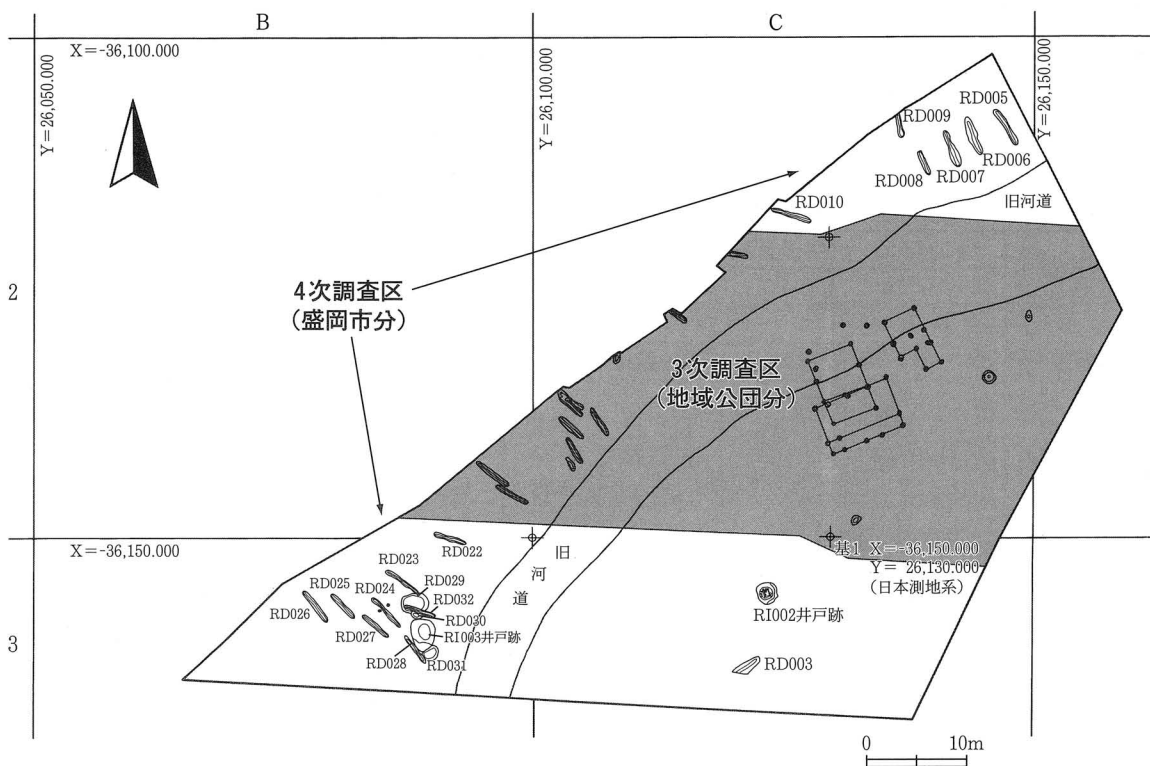 B
C
X=-36,100.000
Y=26,050.000
Y=26,100.000
Y=26,150.000
RD009
RD005
RD006
RD008
RD007
RD010
旧河道
2
4次調査区
(盛岡市分)
3次調査区
(地域公団分)
X=-36,150.000
基1 X=-36,150.000
Y= 26,130.000
(日本測地系)
RD022
旧河道
RD023
RD029
RD025
RD024
RD032
RD026
RD030
RD027
RI003井戸跡
RD028
RD031
RI002井戸跡
3
RD003
0 10m